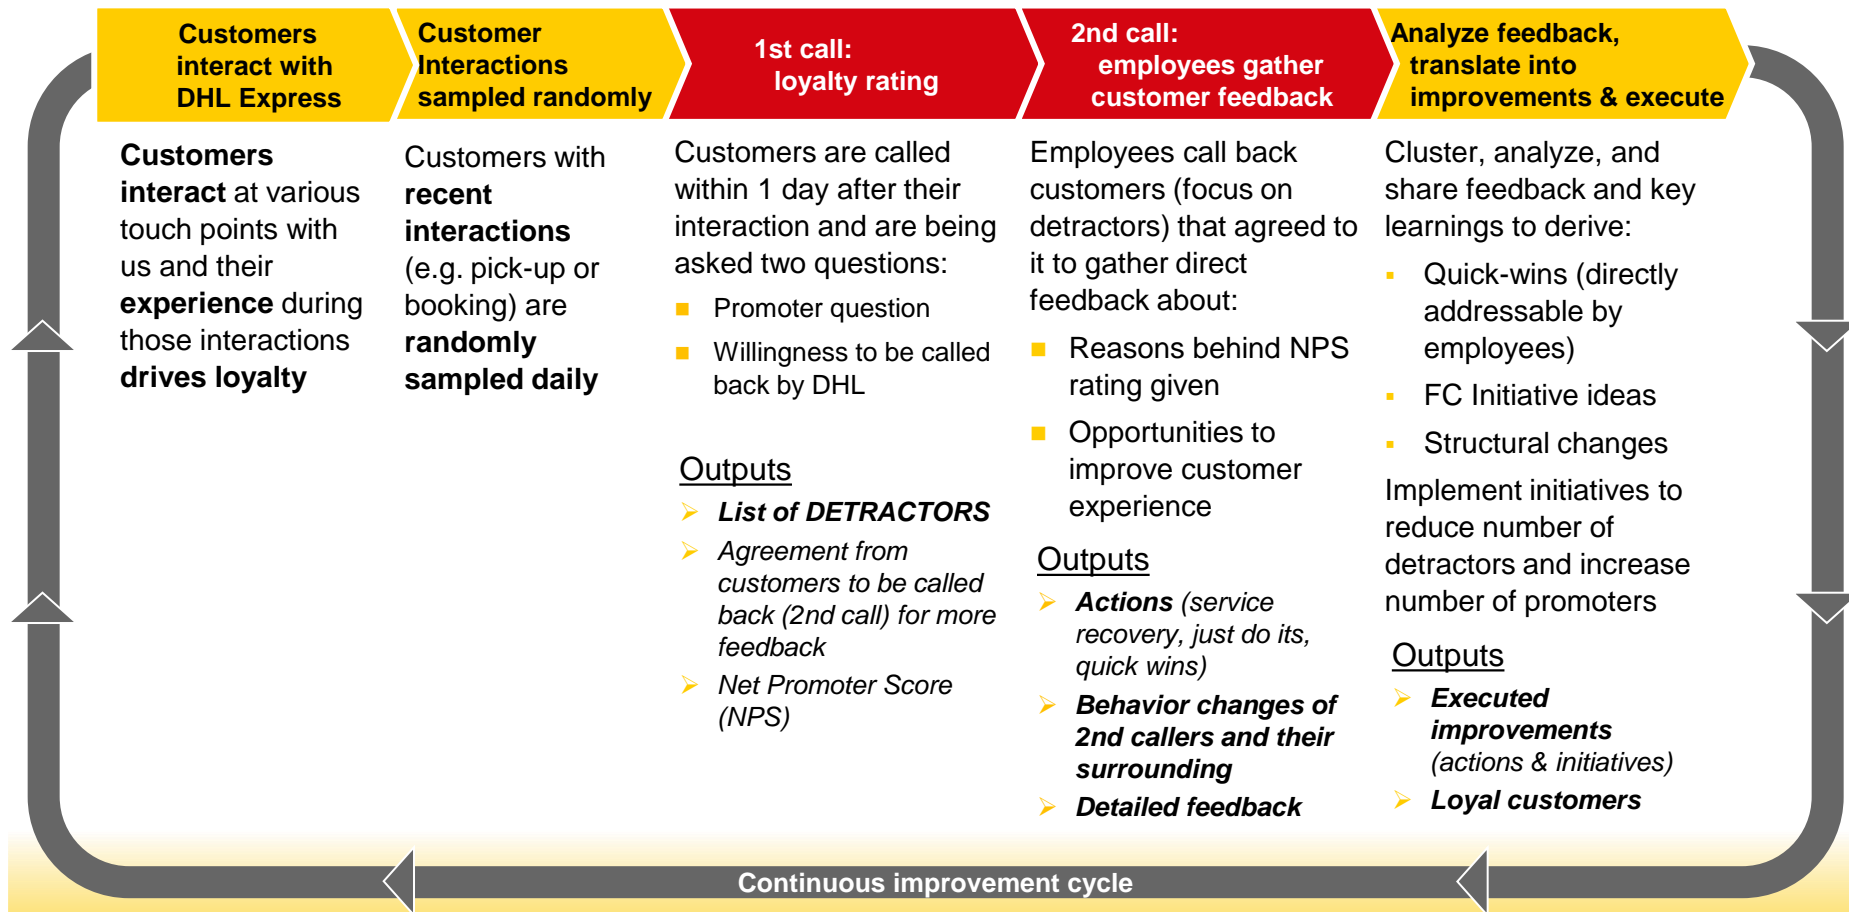 Customers
interact with
DHL Express
Customer
Interactions
sampled randomly
1st call:
loyalty rating
2nd call:
employees gather
customer feedback
Analyze feedback,
translate into
improvements & execute
Customers
interact at various
touch points with
us and their
experience during
those interactions
drives loyalty
Customers with
recent
interactions
(e.g. pick-up or
booking) are
randomly
sampled daily
Customers are called
within 1 day after their
interaction and are being
asked two questions:
Promoter question
Willingness to be called
back by DHL
Outputs
List of DETRACTORS
Agreement from
customers to be called
back (2nd call) for more
feedback
Net Promoter Score
(NPS)
Employees call back
customers (focus on
detractors) that agreed to
it to gather direct
feedback about:
Reasons behind NPS
rating given
Opportunities to
improve customer
experience
Outputs
Actions (service
recovery, just do its,
quick wins)
Behavior changes of
2nd callers and their
surrounding
Detailed feedback
Cluster, analyze, and
share feedback and key
learnings to derive:
Quick-wins (directly
addressable by
employees)
FC Initiative ideas
Structural changes
Implement initiatives to
reduce number of
detractors and increase
number of promoters
Outputs
Executed
improvements
(actions & initiatives)
Loyal customers
Continuous improvement cycle